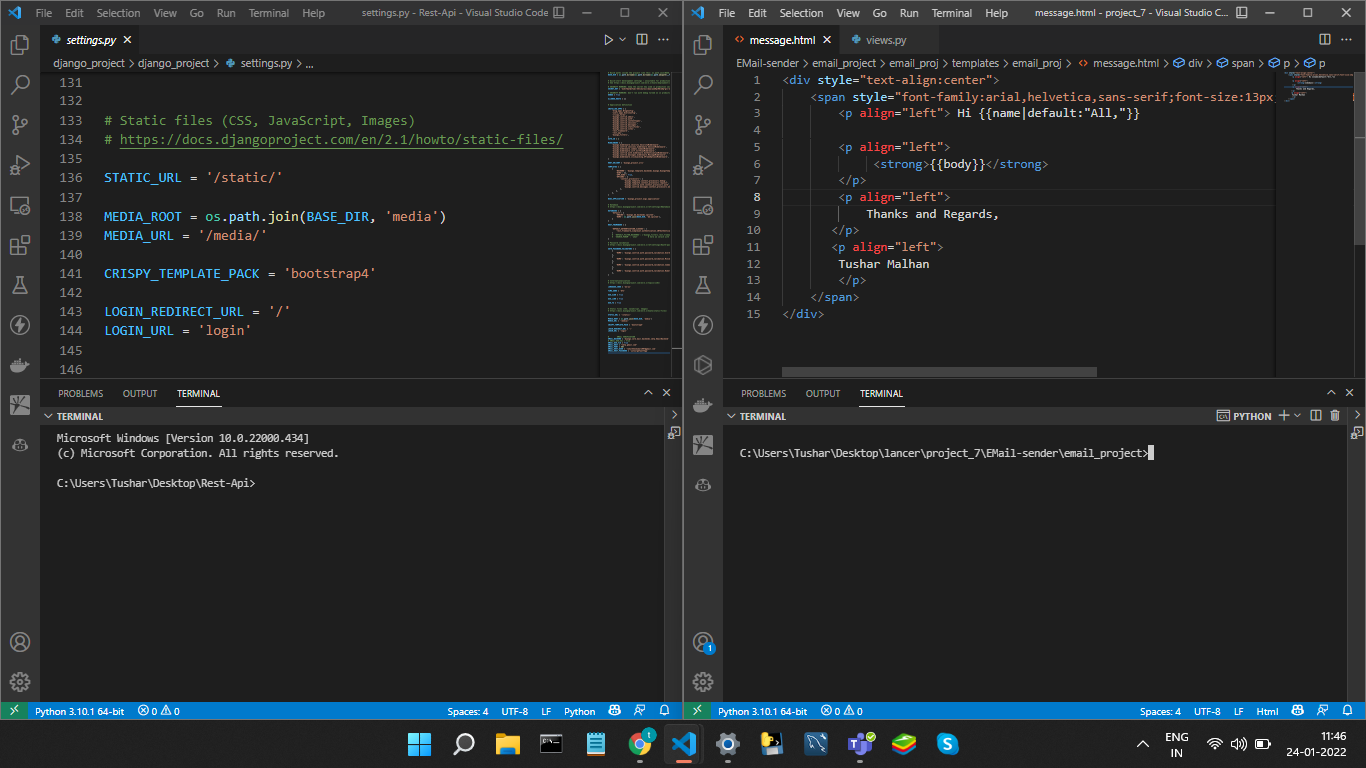 File Edit Selection View Go Run Terminal Help settings.py - Rest-Api - Visual Studio Code
settings.py
django_project > django_project > settings.py > ...
131
132
133 # Static files (CSS, JavaScript, Images)
134 # https://docs.djangoproject.com/en/2.1/howto/static-files/
135
136 STATIC_URL = '/static/'
137
138 MEDIA_ROOT = os.path.join(BASE_DIR, 'media')
139 MEDIA_URL = '/media/'
140
141 CRISPY_TEMPLATE_PACK = 'bootstrap4'
142
143 LOGIN_REDIRECT_URL = '/'
144 LOGIN_URL = 'login'
145
146
PROBLEMS OUTPUT TERMINAL
TERMINAL
Microsoft Windows [Version 10.0.22000.434]
(c) Microsoft Corporation. All rights reserved.
C:\Users\Tushar\Desktop\Rest-Api>
Python 3.10.1 64-bit 0 0 Spaces: 4 UTF-8 LF Python
File Edit Selection View Go Run Terminal Help message.html - project_7 - Visual Studio C...
message.html views.py
EMail-sender > email_project > email_proj > templates > email_proj > message.html > div > span > p > p
1 <div style="text-align:center">
2 <span style="font-family:arial,helvetica,sans-serif;font-size:13px
3 <p align="left"> Hi {{name|default:"All,"}}
4
5 <p align="left">
6 <strong>{{body}}</strong>
7 </p>
8 <p align="left">
9 Thanks and Regards,
10 </p>
11 <p align="left">
12 Tushar Malhan
13 </p>
14 </span>
15 </div>
PROBLEMS OUTPUT TERMINAL
TERMINAL PYTHON
C:\Users\Tushar\Desktop\lancer\project_7\EMail-sender\email_project>
1
Python 3.10.1 64-bit 0 0 Spaces: 4 UTF-8 LF Html
ENG
IN
11:46
24-01-2022